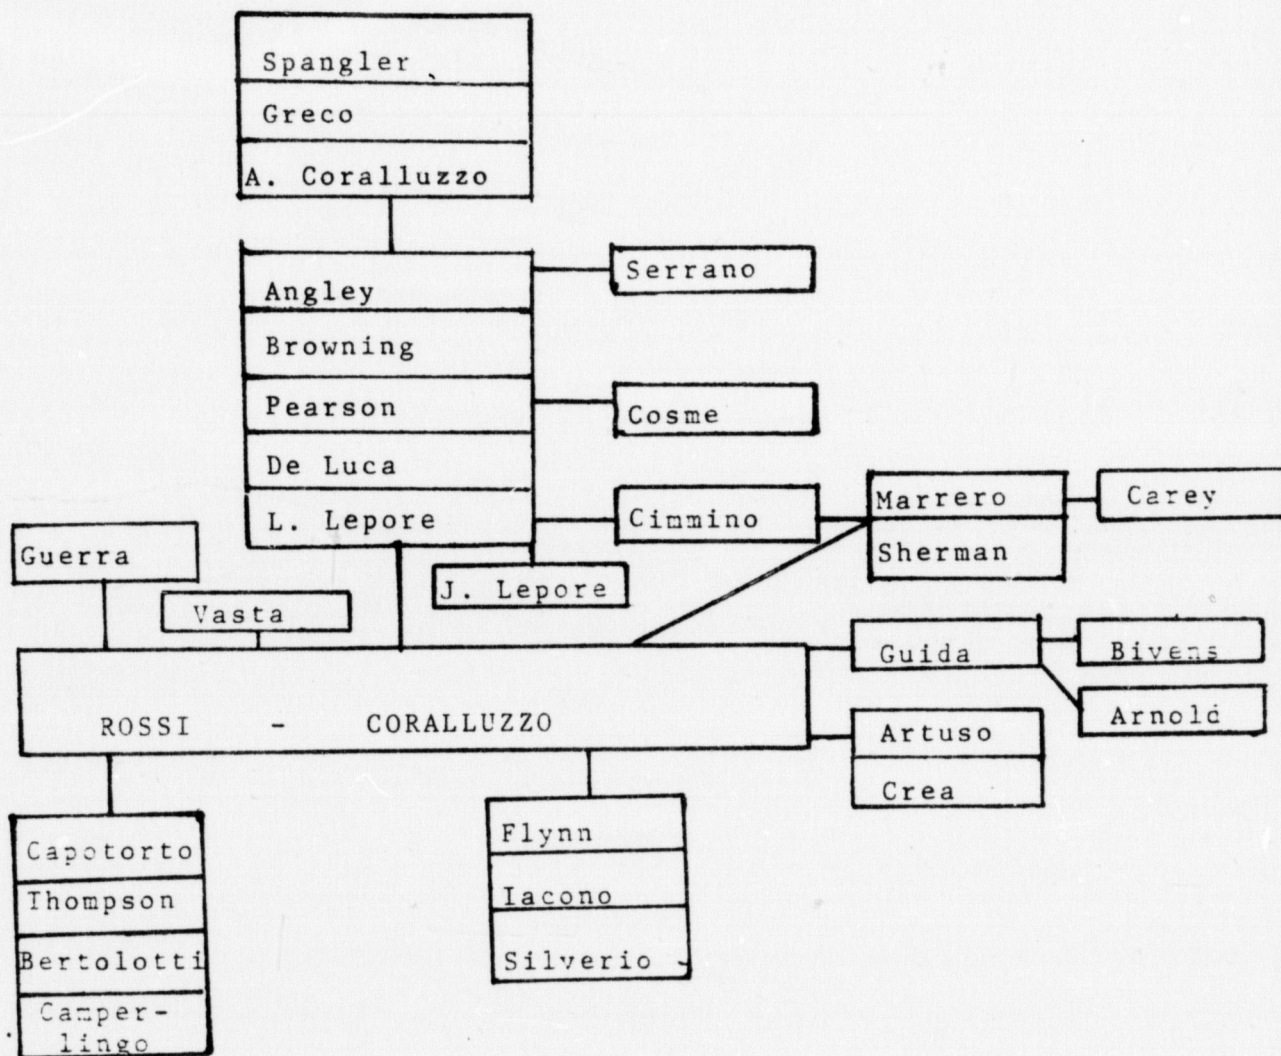 Spangler
Greco
A. Coralluzzo
Angley
Serrano
Browning
Pearson
Cosme
De Luca
L. Lepore
Cimmino
Marrero
Carey
Sherman
Guerra
J. Lepore
Vasta
Guida
Bivens
Arnold
ROSSI - CORALLUZZO
Artuso
Crea
Capotorto
Flynn
Thompson
Iacono
Bertolotti
Silverio
Camper-
lingo